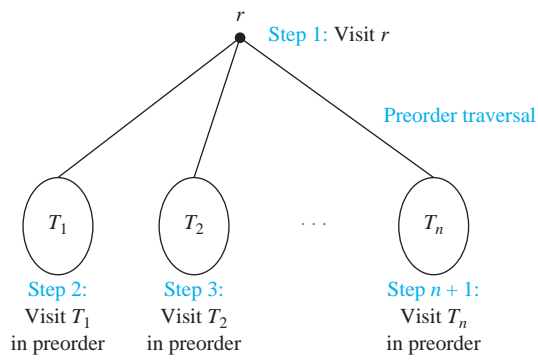 r
Step 1: Visit r
Preorder traversal
T1
T2
. . .
Tn
Step 2:
Visit T1
in preorder
Step 3:
Visit T2
in preorder
Step n + 1:
Visit Tn
in preorder